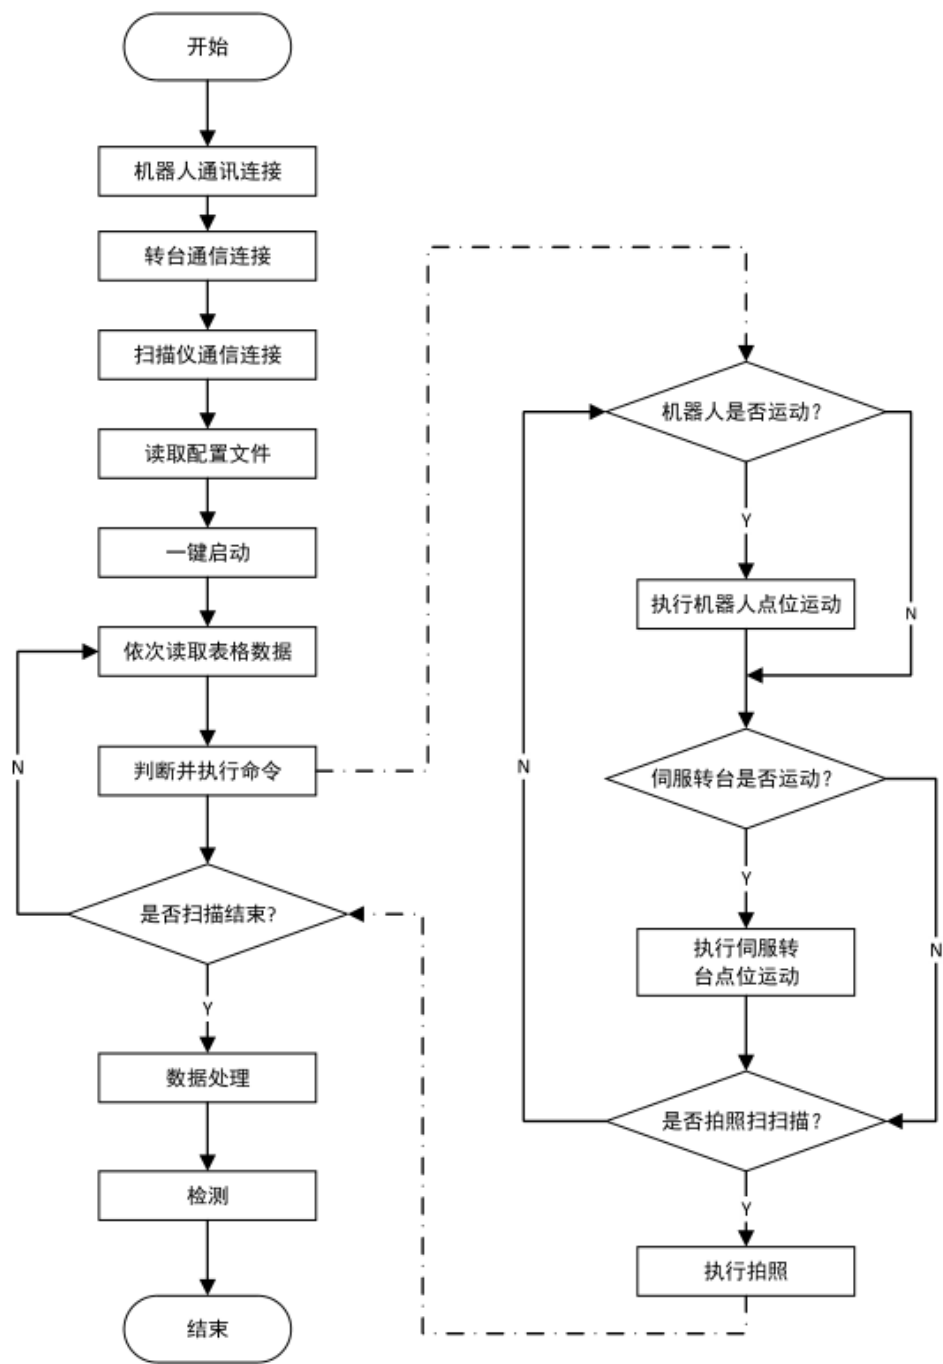 开始
机器人通讯连接
转台通信连接
扫描仪通信连接
读取配置文件
一键启动
依次读取表格数据
判断并执行命令
N
是否扫描结束?
Y
数据处理
检测
结束
机器人是否运动?
Y
N
执行机器人点位运动
伺服转台是否运动?
N
Y
N
执行伺服转
台点位运动
是否拍照扫扫描?
Y
执行拍照